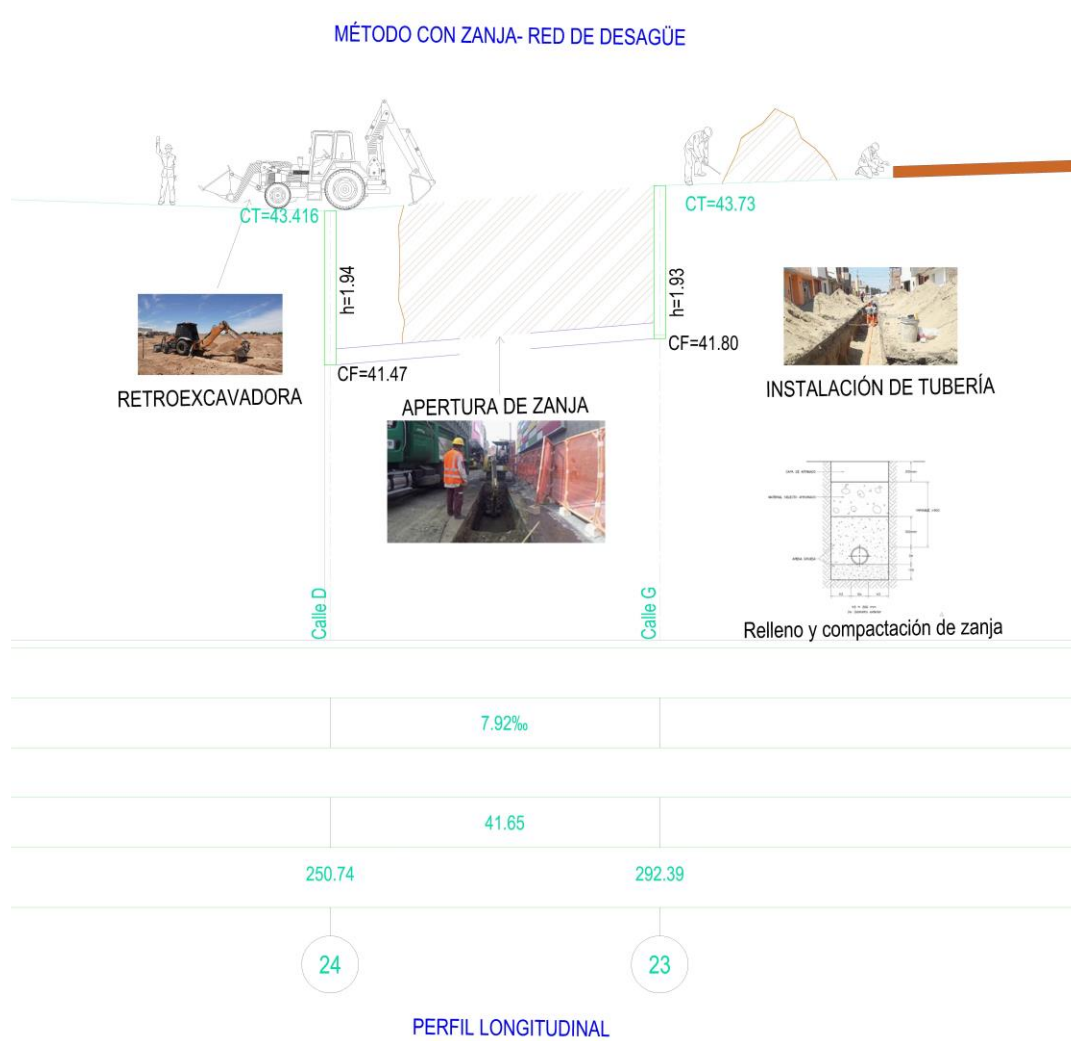 MÉTODO CON ZANJA- RED DE DESAGÜE
CT=43.416
CT=43.73
h=1.94
h=1.93
CF=41.47
CF=41.80
RETROEXCAVADORA
APERTURA DE ZANJA
INSTALACIÓN DE TUBERÍA
Calle D
Calle G
Relleno y compactación de zanja
7.92‰
41.65
250.74
292.39
24
23
PERFIL LONGITUDINAL